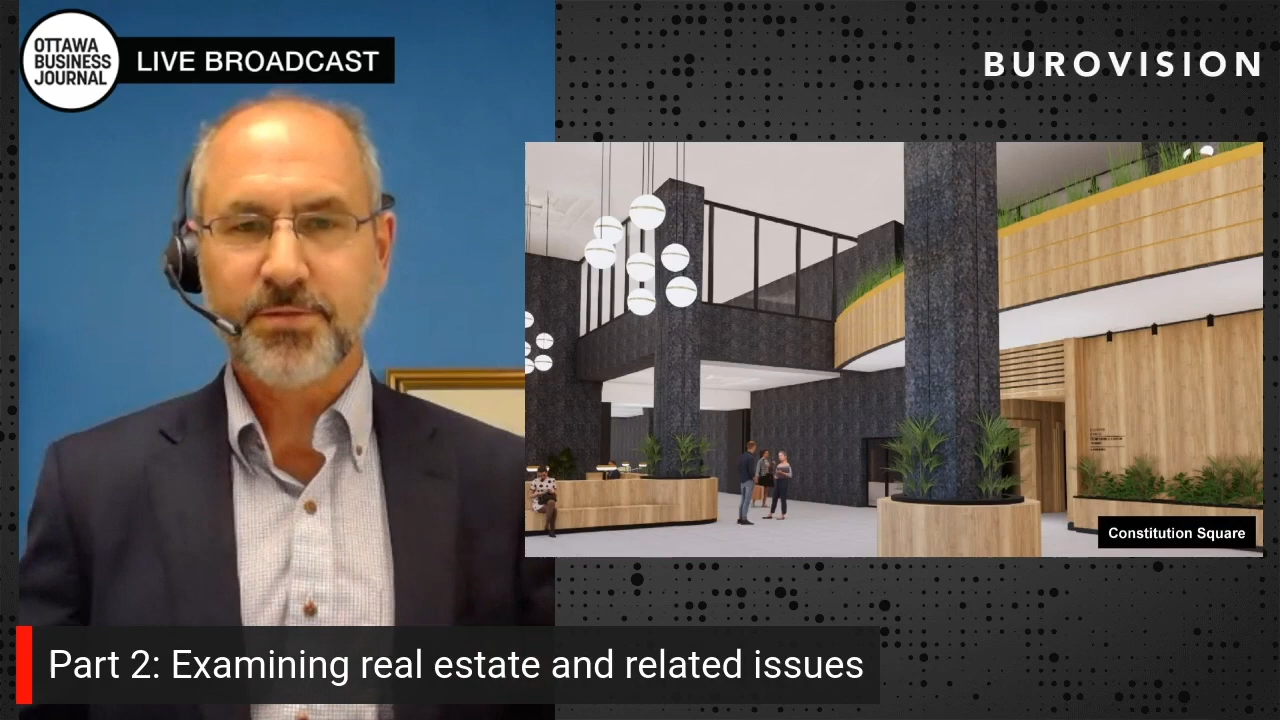 OTTAWA
BUSINESS
JOURNAL
LIVE BROADCAST
BUROVISION
Constitution Square
Part 2: Examining real estate and related issues